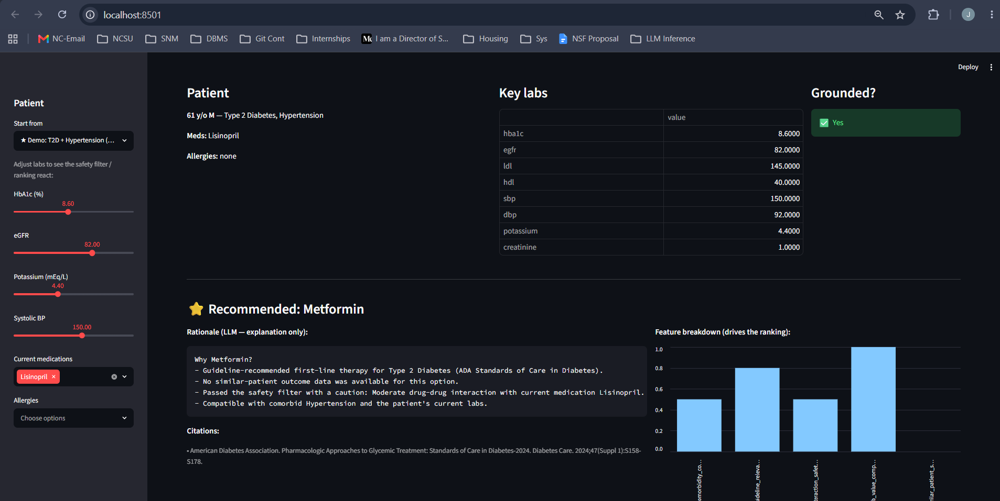 localhost:8501
J
NC-Email
NCSU
SNM
DBMS
Git Cont
Internships
I am a Director of S...
Housing
Sys
NSF Proposal
LLM Inference
Deploy
Patient
Start from
★ Demo: T2D + Hypertension (...
Adjust labs to see the safety filter /
ranking react:
HbA1c (%)
8.60
eGFR
82.00
Potassium (mEq/L)
4.40
Systolic BP
150.00
Current medications
Lisinopril ×
Allergies
Choose options
Patient
61 y/o M — Type 2 Diabetes, Hypertension
Meds: Lisinopril
Allergies: none
Key labs
value
hba1c 8.6000
egfr 82.0000
ldl 145.0000
hdl 40.0000
sbp 150.0000
dbp 92.0000
potassium 4.4000
creatinine 1.0000
Grounded?
✅ Yes
⭐ Recommended: Metformin
Rationale (LLM — explanation only):
Why Metformin?
- Guideline-recommended first-line therapy for Type 2 Diabetes (ADA Standards of Care in Diabetes).
- No similar-patient outcome data was available for this option.
- Passed the safety filter with a caution: Moderate drug-drug interaction with current medication Lisinopril.
- Compatible with comorbid Hypertension and the patient's current labs.
Citations:
• American Diabetes Association. Pharmacologic Approaches to Glycemic Treatment: Standards of Care in Diabetes-2024. Diabetes Care. 2024;47(Suppl 1):S158-
S178.
Feature breakdown (drives the ranking):
1.0
0.8
0.6
0.4
0.2
0.0
omorbidity_co...
uideline_releva...
teraction_safet...
b_value_comp...
nilar_patient_s...